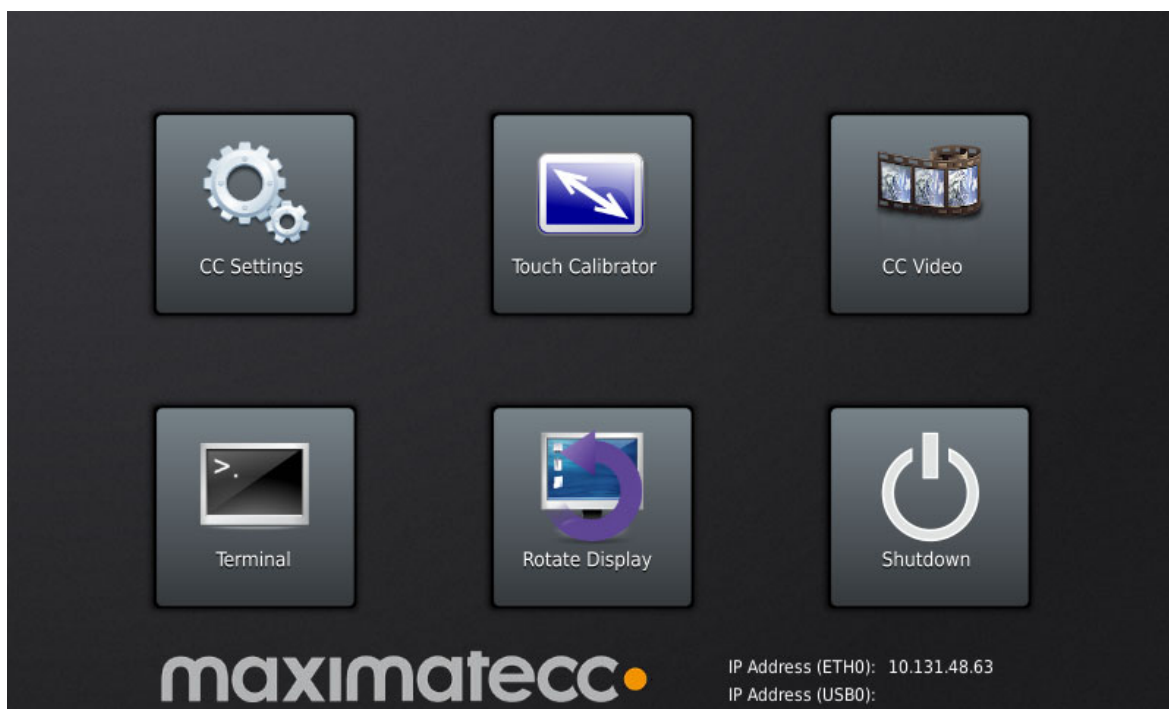 CC Settings
Touch Calibrator
CC Video
>.
Terminal
Rotate Display
Shutdown
maximatecc
IP Address (ETH0): 10.131.48.63
IP Address (USB0):